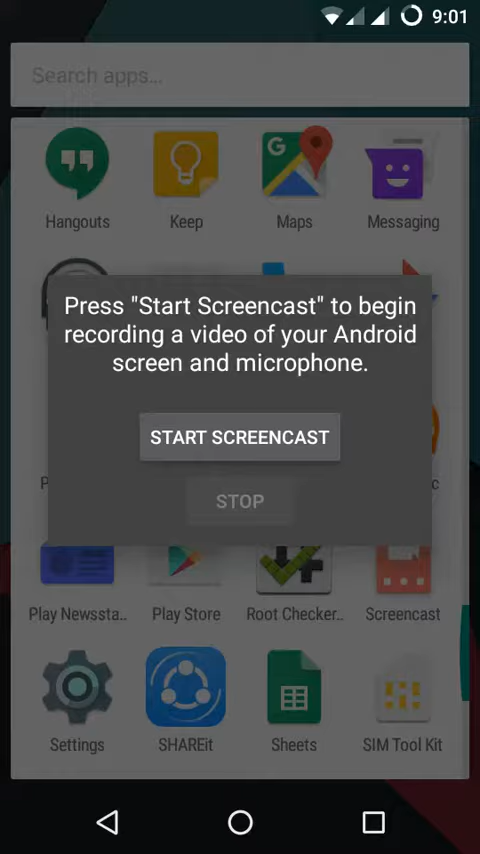 9:01
Search apps...
Hangouts
Keep
Maps
Messaging
Press "Start Screencast" to begin
recording a video of your Android
screen and microphone.
START SCREENCAST
STOP
P
c
Play Newssta..
Play Store
Root Checker..
Screencast
Settings
SHAREit
Sheets
SIM Tool Kit